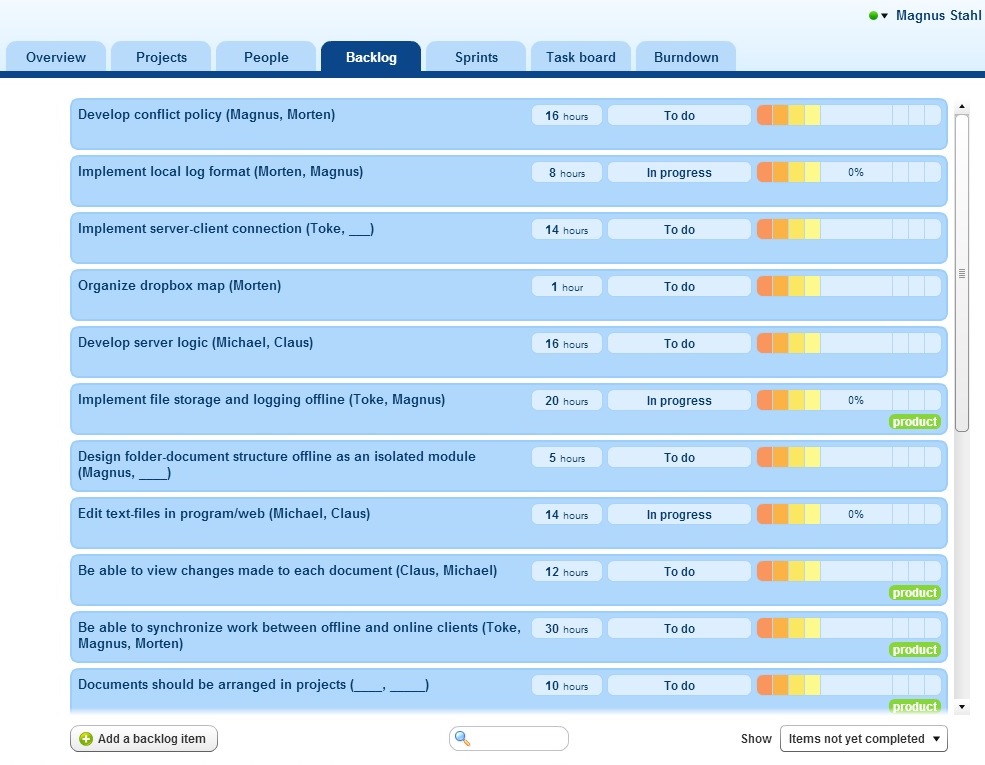 Magnus Stahl
Overview Projects People Backlog Sprints Task board Burndown
Develop conflict policy (Magnus, Morten) 16 hours To do
Implement local log format (Morten, Magnus) 8 hours In progress 0%
Implement server-client connection (Toke, ___) 14 hours To do
Organize dropbox map (Morten) 1 hour To do
Develop server logic (Michael, Claus) 16 hours To do
Implement file storage and logging offline (Toke, Magnus) 20 hours In progress 0%
product
Design folder-document structure offline as an isolated module 5 hours To do
(Magnus, ____)
Edit text-files in program/web (Michael, Claus) 14 hours In progress 0%
Be able to view changes made to each document (Claus, Michael) 12 hours To do
product
Be able to synchronize work between offline and online clients (Toke, 30 hours To do
Magnus, Morten) product
Documents should be arranged in projects (____, _____) 10 hours To do
product
Add a backlog item Show Items not yet completed